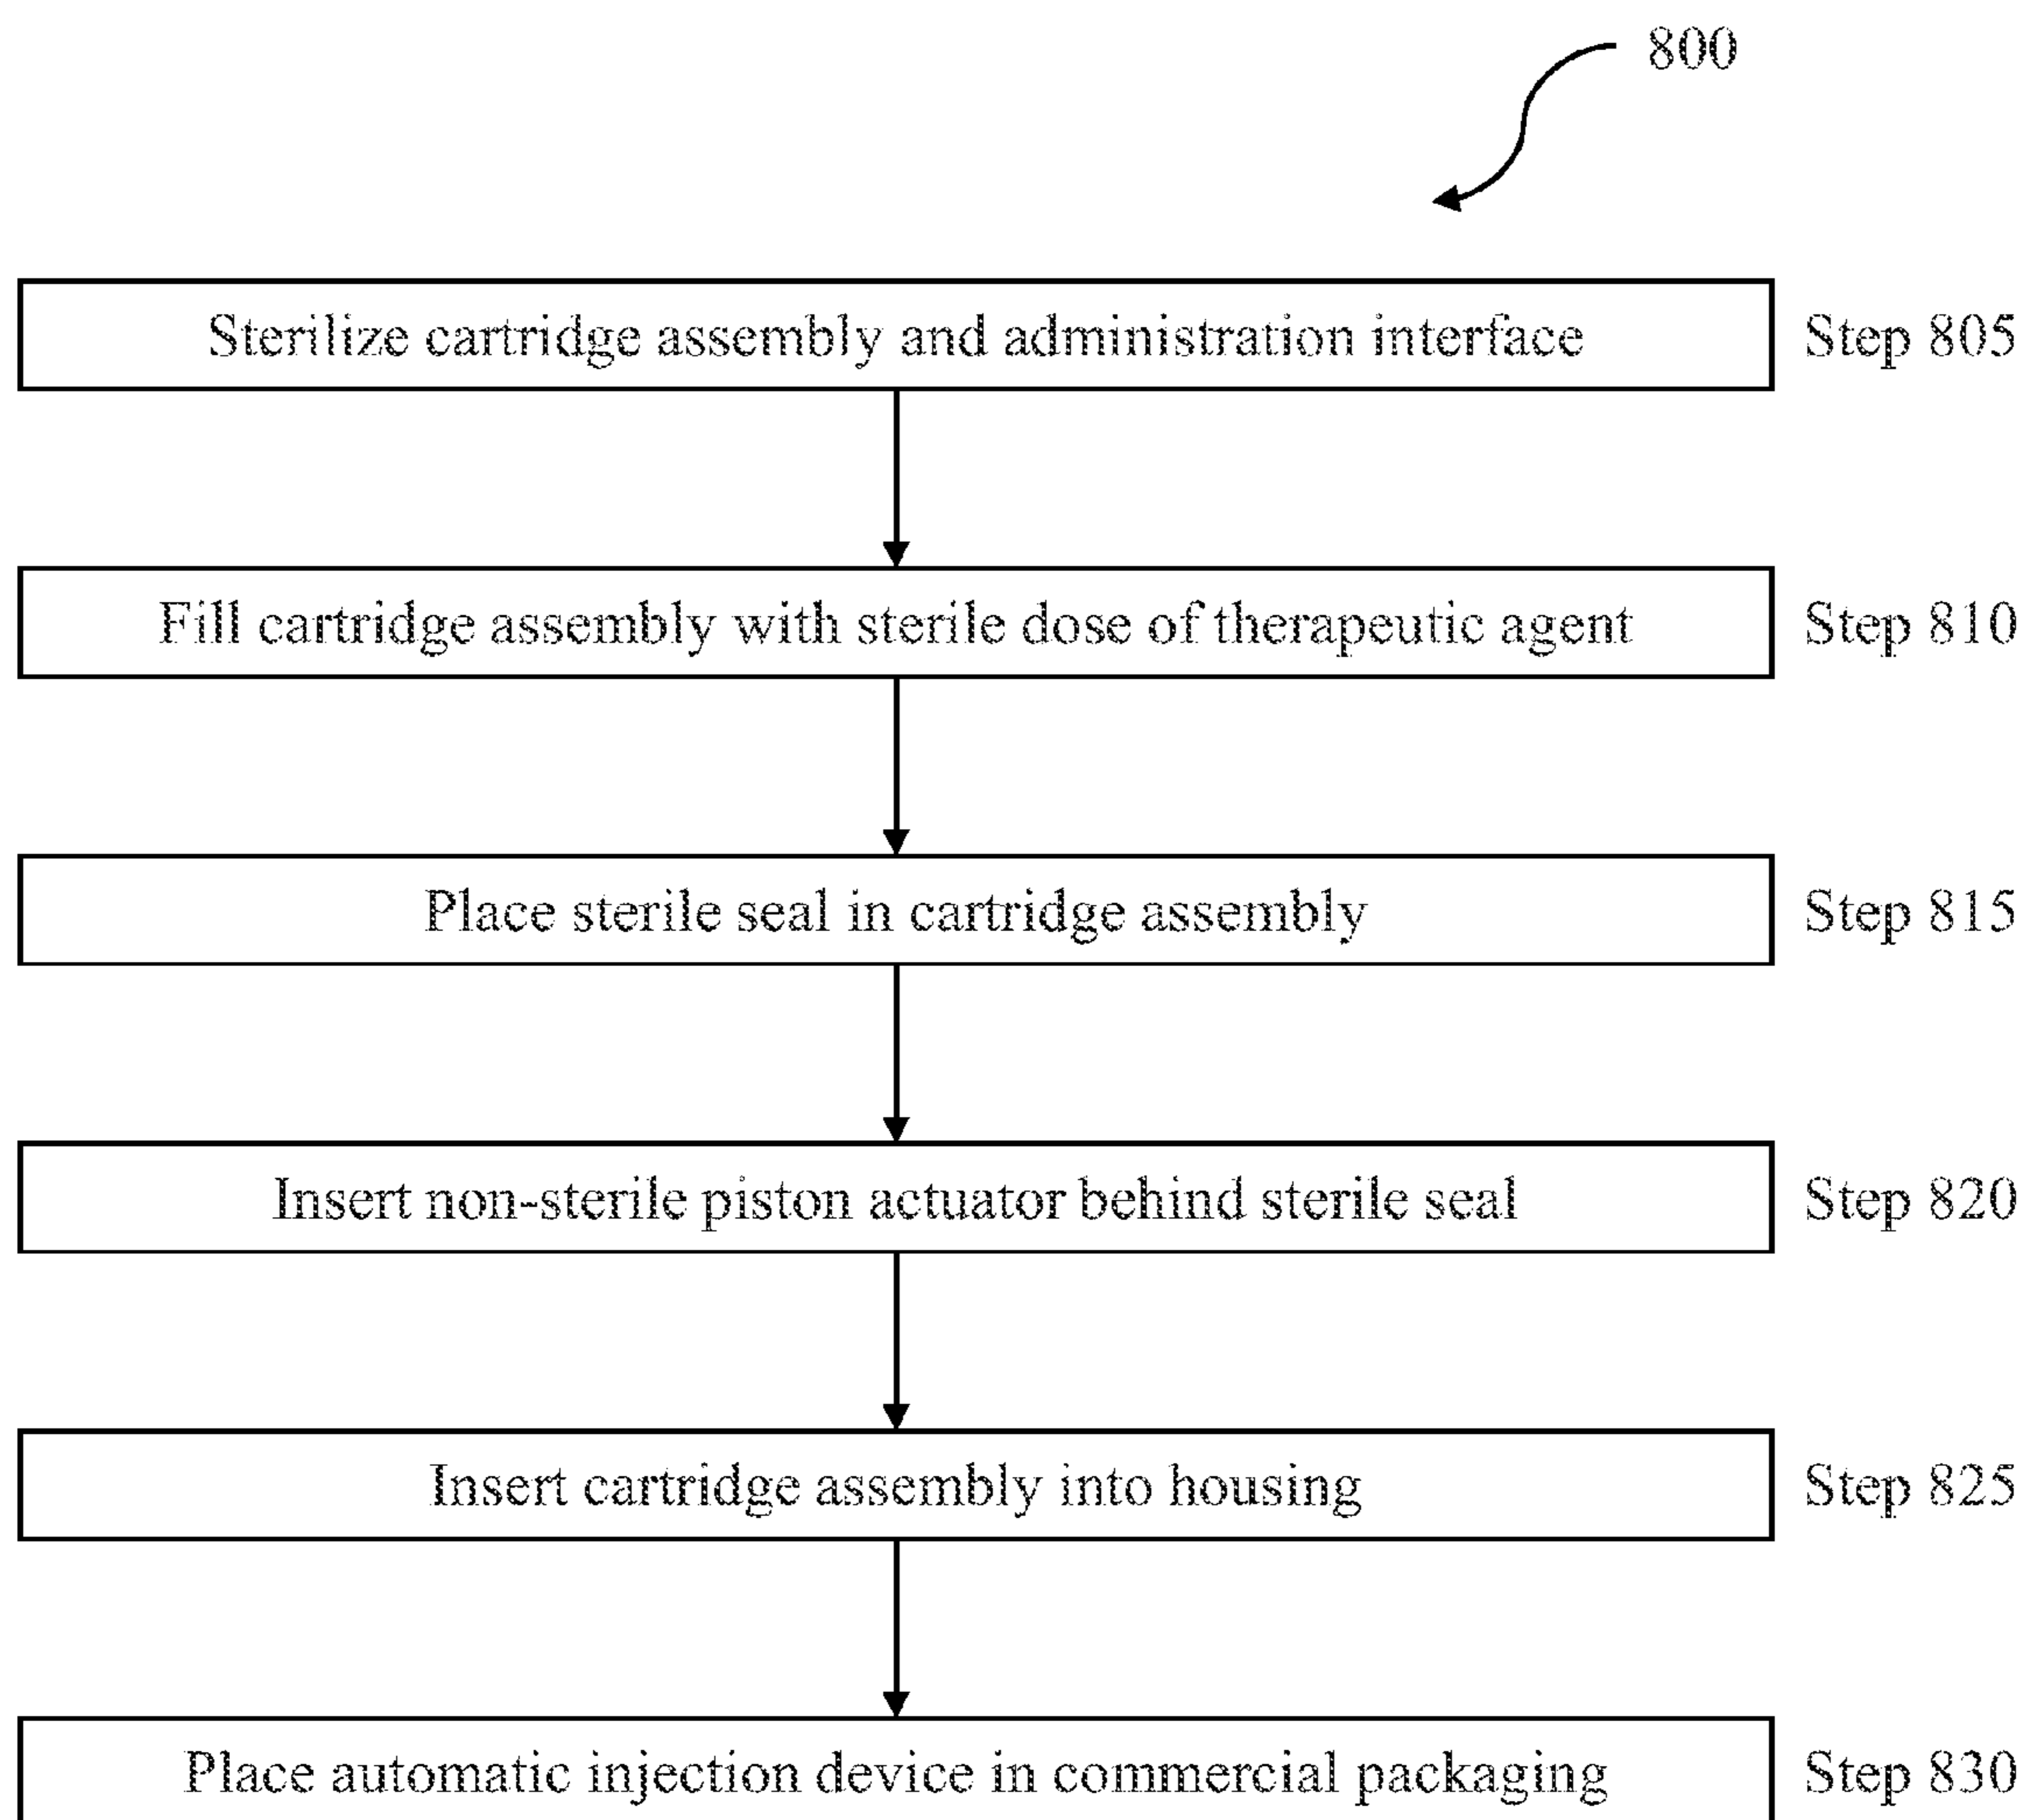 800
Sterilize cartridge assembly and administration interface Step 805
Fill cartridge assembly with sterile dose of therapeutic agent Step 810
Place sterile seal in cartridge assembly Step 815
Insert non-sterile piston actuator behind sterile seal Step 820
Insert cartridge assembly into housing Step 825
Place automatic injection device in commercial packaging Step 830